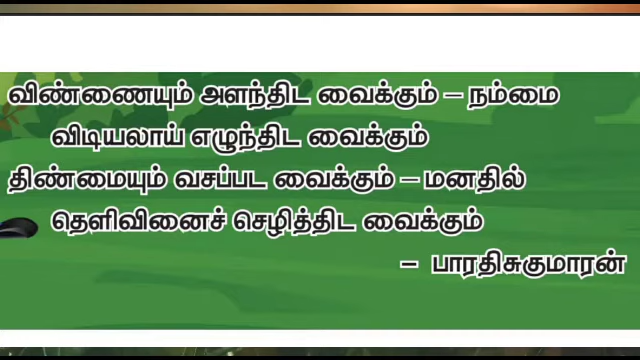 விண்ணையும் அளந்திட வைக்கும் – நம்மை
விடியலாய் எழுந்திட வைக்கும்
திண்மையும் வசப்பட வைக்கும் – மனதில்
தெளிவினைச் செழித்திட வைக்கும்
– பாரதிசுகுமாரன்